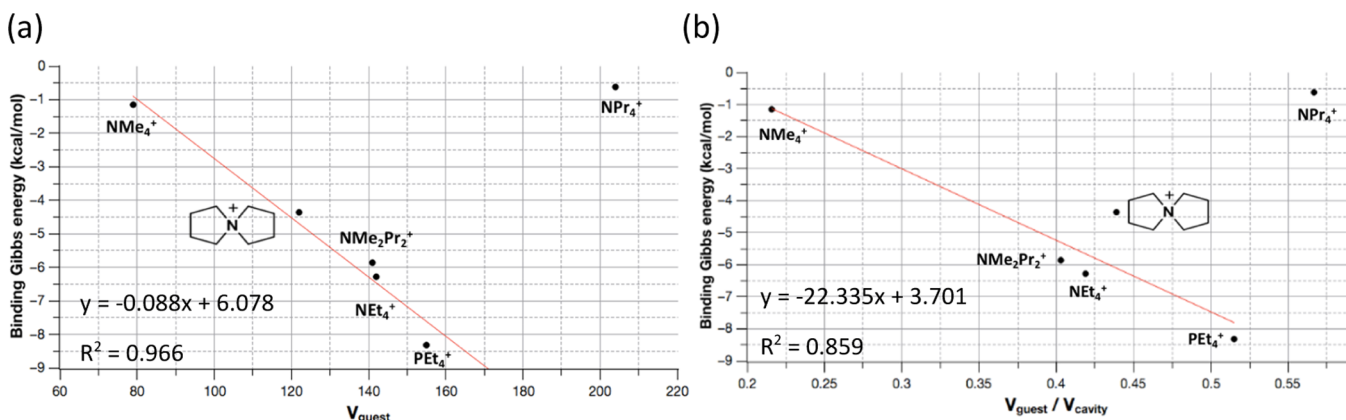 (a)
Binding Gibbs energy (kcal/mol)
0
−1
−2
−3
−4
−5
−6
−7
−8
−9
NMe₄⁺
NPr₄⁺
+
N
NMe₂Pr₂⁺
NEt₄⁺
PEt₄⁺
y = -0.088x + 6.078
R² = 0.966
60 80 100 120 140 160 180 200 220
V_guest
(b)
Binding Gibbs energy (kcal/mol)
0
−1
−2
−3
−4
−5
−6
−7
−8
−9
NMe₄⁺
NPr₄⁺
+
N
NMe₂Pr₂⁺
NEt₄⁺
PEt₄⁺
y = -22.335x + 3.701
R² = 0.859
0.2 0.25 0.3 0.35 0.4 0.45 0.5 0.55
V_guest / V_cavity